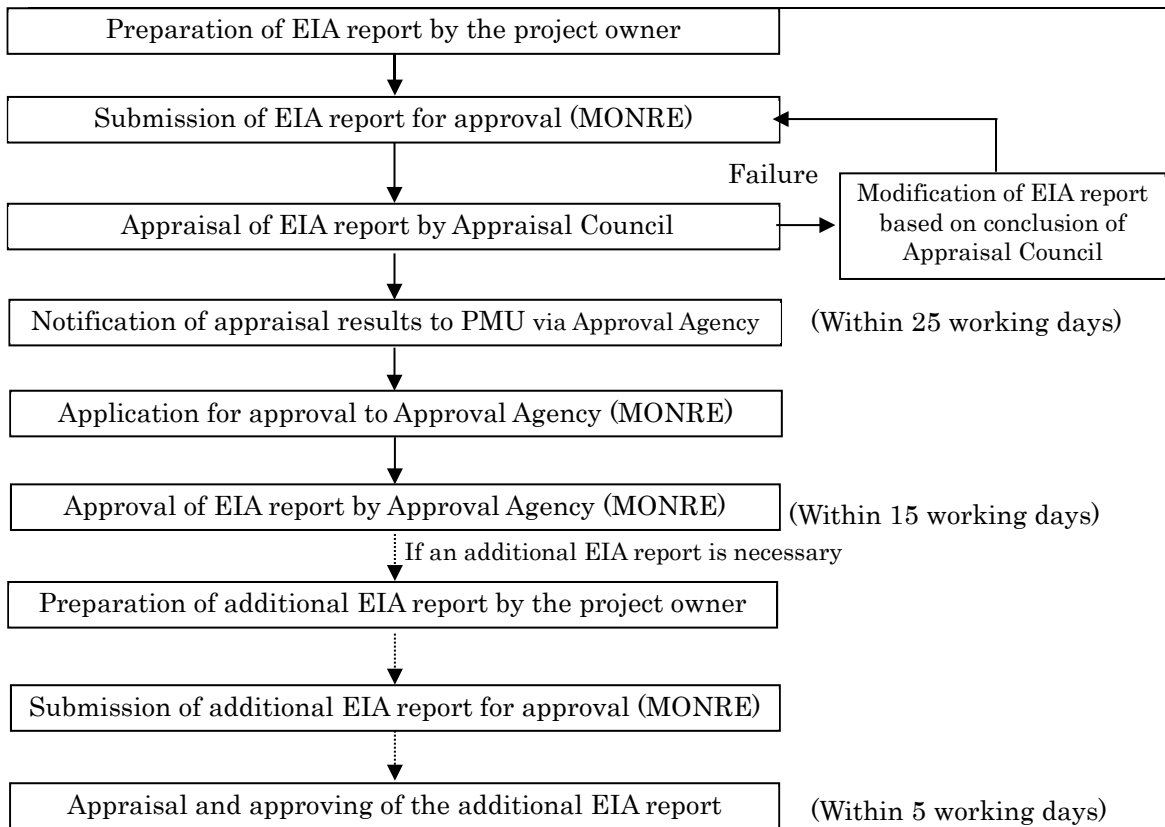 Preparation of EIA report by the project owner
Submission of EIA report for approval (MONRE)
Failure
Modification of EIA report
based on conclusion of
Appraisal Council
Appraisal of EIA report by Appraisal Council
Notification of appraisal results to PMU via Approval Agency
(Within 25 working days)
Application for approval to Approval Agency (MONRE)
Approval of EIA report by Approval Agency (MONRE)
(Within 15 working days)
If an additional EIA report is necessary
Preparation of additional EIA report by the project owner
Submission of additional EIA report for approval (MONRE)
Appraisal and approving of the additional EIA report
(Within 5 working days)